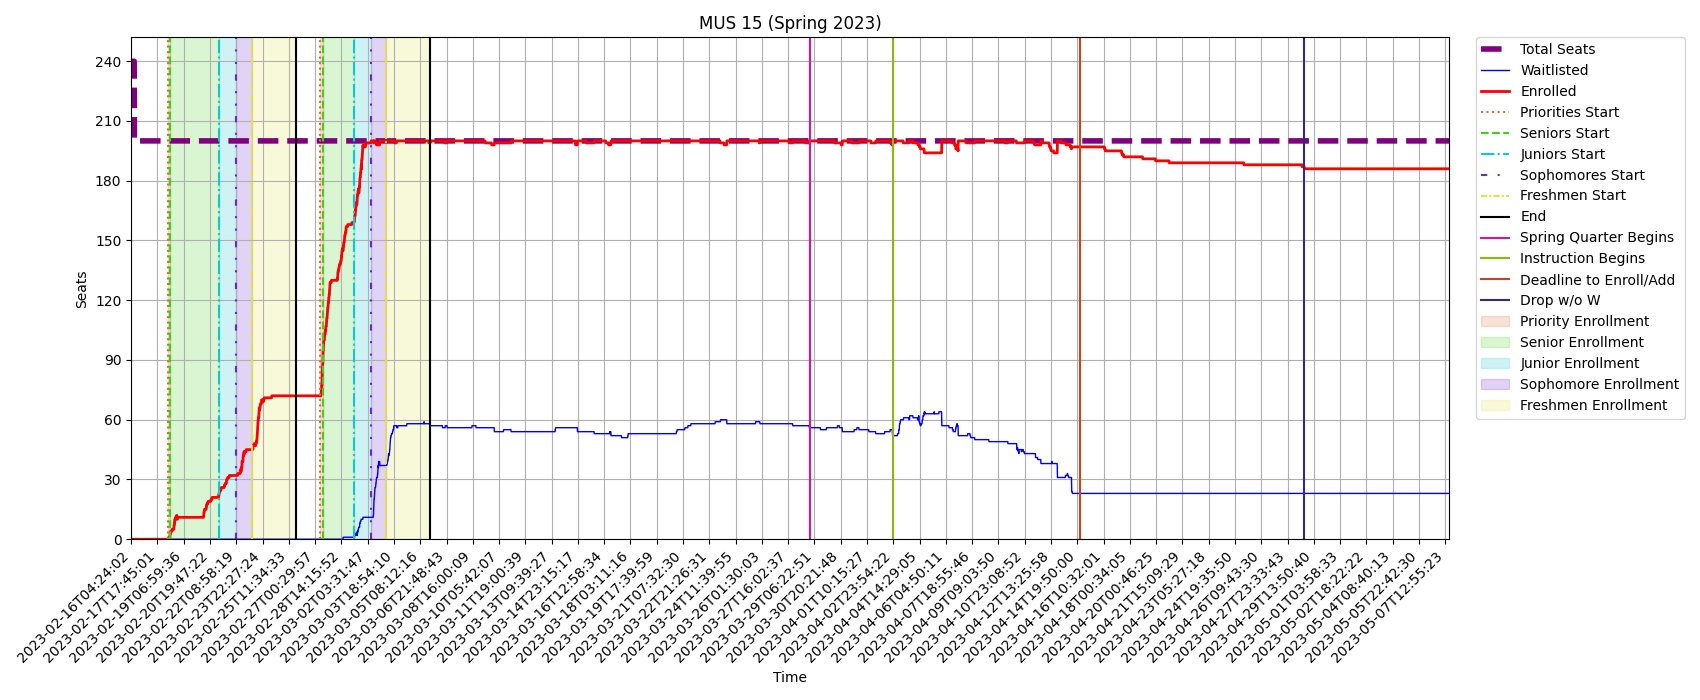 MUS 15 (Spring 2023)
Seats
240
210
180
150
120
90
60
30
0
2023-02-16T04:24:02
2023-02-17T17:45:01
2023-02-19T06:59:36
2023-02-20T19:47:22
2023-02-22T08:58:19
2023-02-23T22:27:24
2023-02-25T11:34:33
2023-02-27T00:29:57
2023-02-28T14:15:52
2023-03-02T03:31:47
2023-03-03T18:54:10
2023-03-05T08:12:16
2023-03-06T21:48:43
2023-03-08T16:00:09
2023-03-10T05:42:07
2023-03-11T19:00:39
2023-03-13T09:39:27
2023-03-14T23:15:17
2023-03-16T12:58:34
2023-03-18T03:11:16
2023-03-19T17:39:59
2023-03-21T07:32:30
2023-03-22T21:26:31
2023-03-24T11:39:55
2023-03-26T01:30:03
2023-03-27T16:02:37
2023-03-29T06:22:51
2023-03-30T20:21:48
2023-04-01T10:15:27
2023-04-02T23:54:22
2023-04-04T14:29:05
2023-04-06T04:50:11
2023-04-07T18:55:46
2023-04-09T09:03:50
2023-04-10T23:08:52
2023-04-12T13:25:58
2023-04-14T19:50:00
2023-04-16T10:32:01
2023-04-18T00:34:05
2023-04-20T00:46:25
2023-04-21T15:09:29
2023-04-23T05:27:18
2023-04-24T19:35:50
2023-04-26T09:43:30
2023-04-27T23:33:43
2023-04-29T13:50:40
2023-05-01T03:58:33
2023-05-02T18:22:22
2023-05-04T08:40:13
2023-05-05T22:42:30
2023-05-07T12:55:23
Time
Total Seats
Waitlisted
Enrolled
Priorities Start
Seniors Start
Juniors Start
Sophomores Start
Freshmen Start
End
Spring Quarter Begins
Instruction Begins
Deadline to Enroll/Add
Drop w/o W
Priority Enrollment
Senior Enrollment
Junior Enrollment
Sophomore Enrollment
Freshmen Enrollment